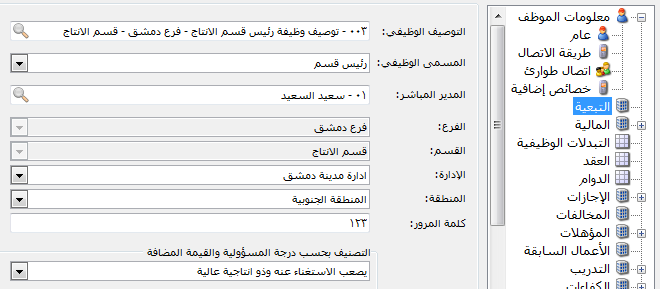 معلومات الموظف
عام
طريقة الاتصال
اتصال طوارئ
خصائص إضافية
التبعية
المالية
التبدلات الوظيفية
العقد
الدوام
الإجازات
المخالفات
المؤهلات
الأعمال السابقة
التدريب
الكفاءات
التوصيف الوظيفي: ٠٠٣ - توصيف وظيفة رئيس قسم الانتاج - فرع دمشق - قسم الانتاج
المسمى الوظيفي: رئيس قسم
المدير المباشر: ٠١ - سعيد السعيد
الفرع: فرع دمشق
القسم: قسم الانتاج
الإدارة: ادارة مدينة دمشق
المنطقة: المنطقة الجنوبية
كلمة المرور: ١٢٣
التصنيف بحسب درجة المسؤولية والقيمة المضافة
يصعب الاستغناء عنه وذو انتاجية عالية